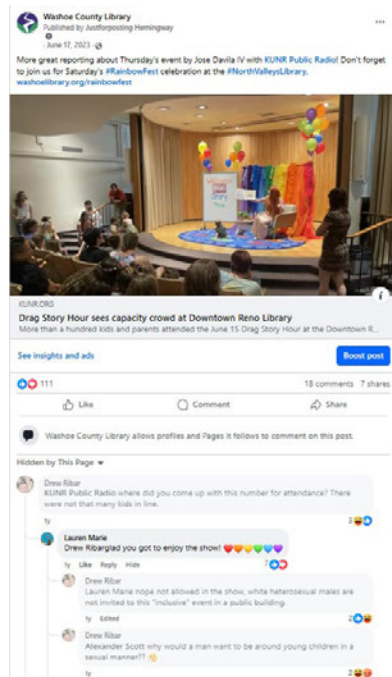 Washoe County Library
Published by Justforposting Hemingway
June 17, 2023
More great reporting about Thursday's event by Jose Davila IV with KUNR Public Radio! Don't forget
to join us for Saturday's #RainbowFest celebration at the #NorthValleysLibrary.
washoelibrary.org/rainbowfest
KUNR.ORG
Drag Story Hour sees capacity crowd at Downtown Reno Library
More than a hundred kids and parents attended the June 15 Drag Story Hour at the Downtown R...
See insights and ads
Boost post
111
18 comments 7 shares
Like
Comment
Share
Washoe County Library allows profiles and Pages it follows to comment on this post.
Hidden by This Page
Drew Ribar
KUNR Public Radio where did you come up with this number for attendance? There
were not that many kids in line.
1y
3
Lauren Marie
Drew Ribarglad you got to enjoy the show! ❤️🧡💛💚💙💜
1y Like Reply Hide
7
Drew Ribar
Lauren Marie nope not allowed in the show, white heterosexual males are
not invited to this "inclusive" event in a public building.
1y Edited
2
Drew Ribar
Alexander Scott why would a man want to be around young children in a
sexual manner??
1y
2